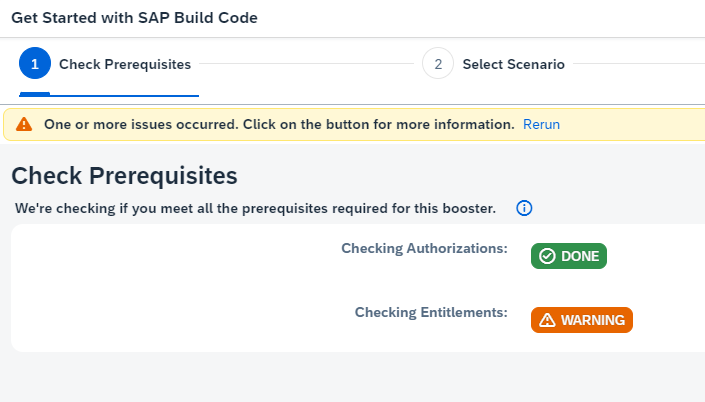 Get Started with SAP Build Code
1 Check Prerequisites 2 Select Scenario
One or more issues occurred. Click on the button for more information. Rerun
Check Prerequisites
We're checking if you meet all the prerequisites required for this booster.
Checking Authorizations: DONE
Checking Entitlements: WARNING